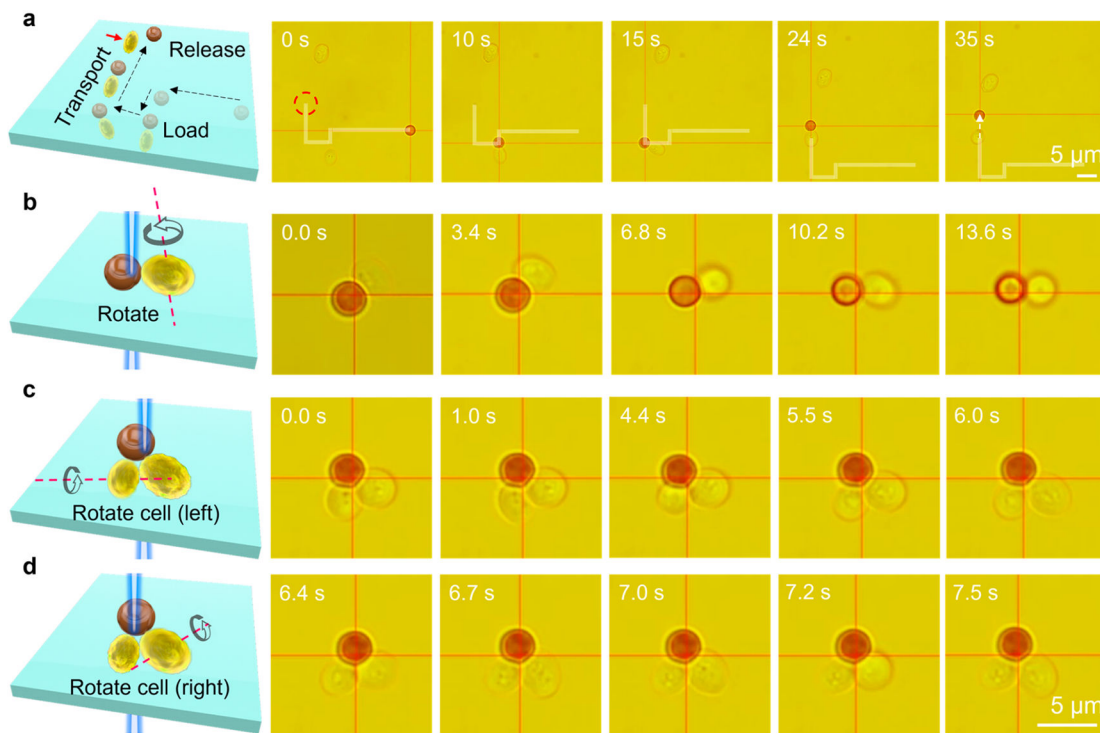 a
Transport
Release
Load
0 s
10 s
15 s
24 s
35 s
5 µm
b
Rotate
0.0 s
3.4 s
6.8 s
10.2 s
13.6 s
c
Rotate cell (left)
0.0 s
1.0 s
4.4 s
5.5 s
6.0 s
d
Rotate cell (right)
6.4 s
6.7 s
7.0 s
7.2 s
7.5 s
5 µm